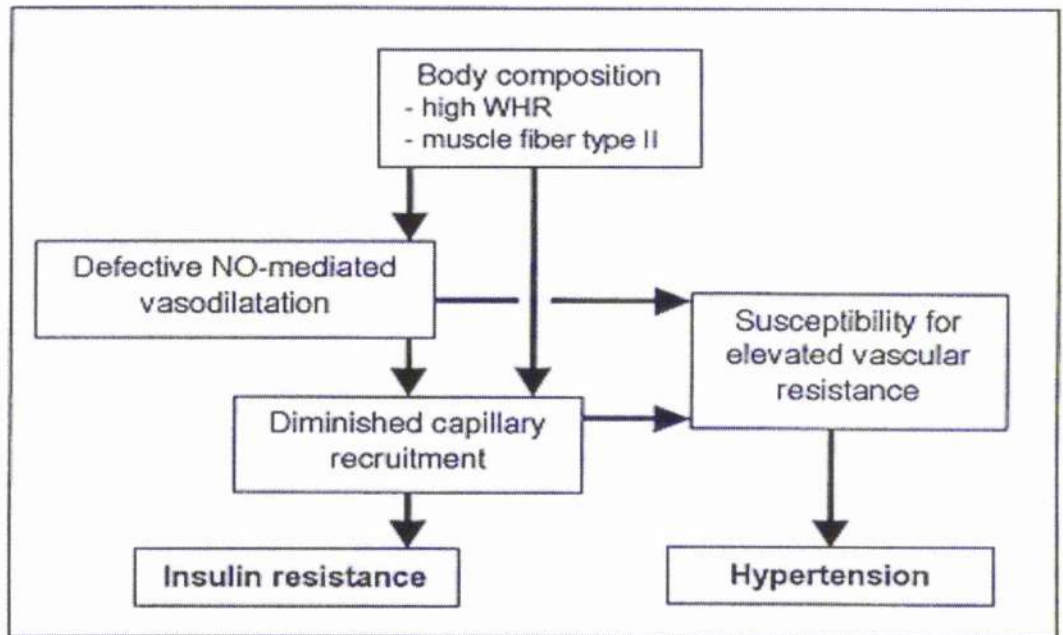 Body composition
- high WHR
- muscle fiber type II
Defective NO-mediated
vasodilatation
Susceptibility for
elevated vascular
resistance
Diminished capillary
recruitment
Insulin resistance
Hypertension